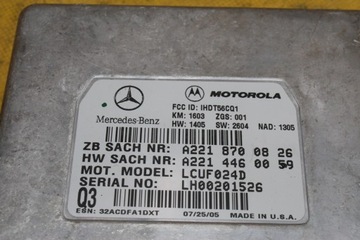 MOTOROLA
Mercedes-Benz
FCC ID: IHDT56CQ1
KM: 1603 ZGS: 001
HW: 1405 SW: 2604 NAD: 1305
ZB SACH NR: A221 870 08 26
HW SACH NR: A221 446 00 59
MOT. MODEL: LCUF024D
SERIAL NO: LH00201526
Q3
ESN: 32ACDFA1DXT 07/25/05 MADE IN U.S.A.